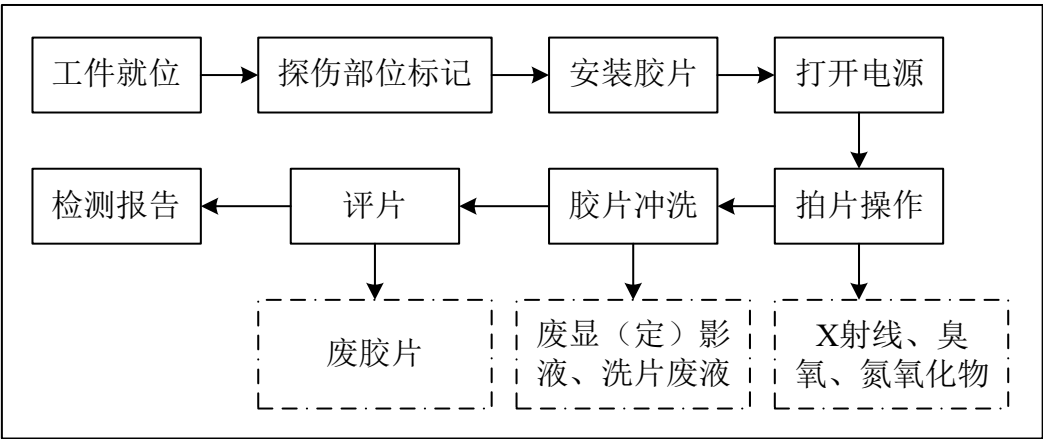 工件就位
探伤部位标记
安装胶片
打开电源
检测报告
评片
胶片冲洗
拍片操作
废胶片
废显（定）影
液、洗片废液
X射线、臭
氧、氮氧化物